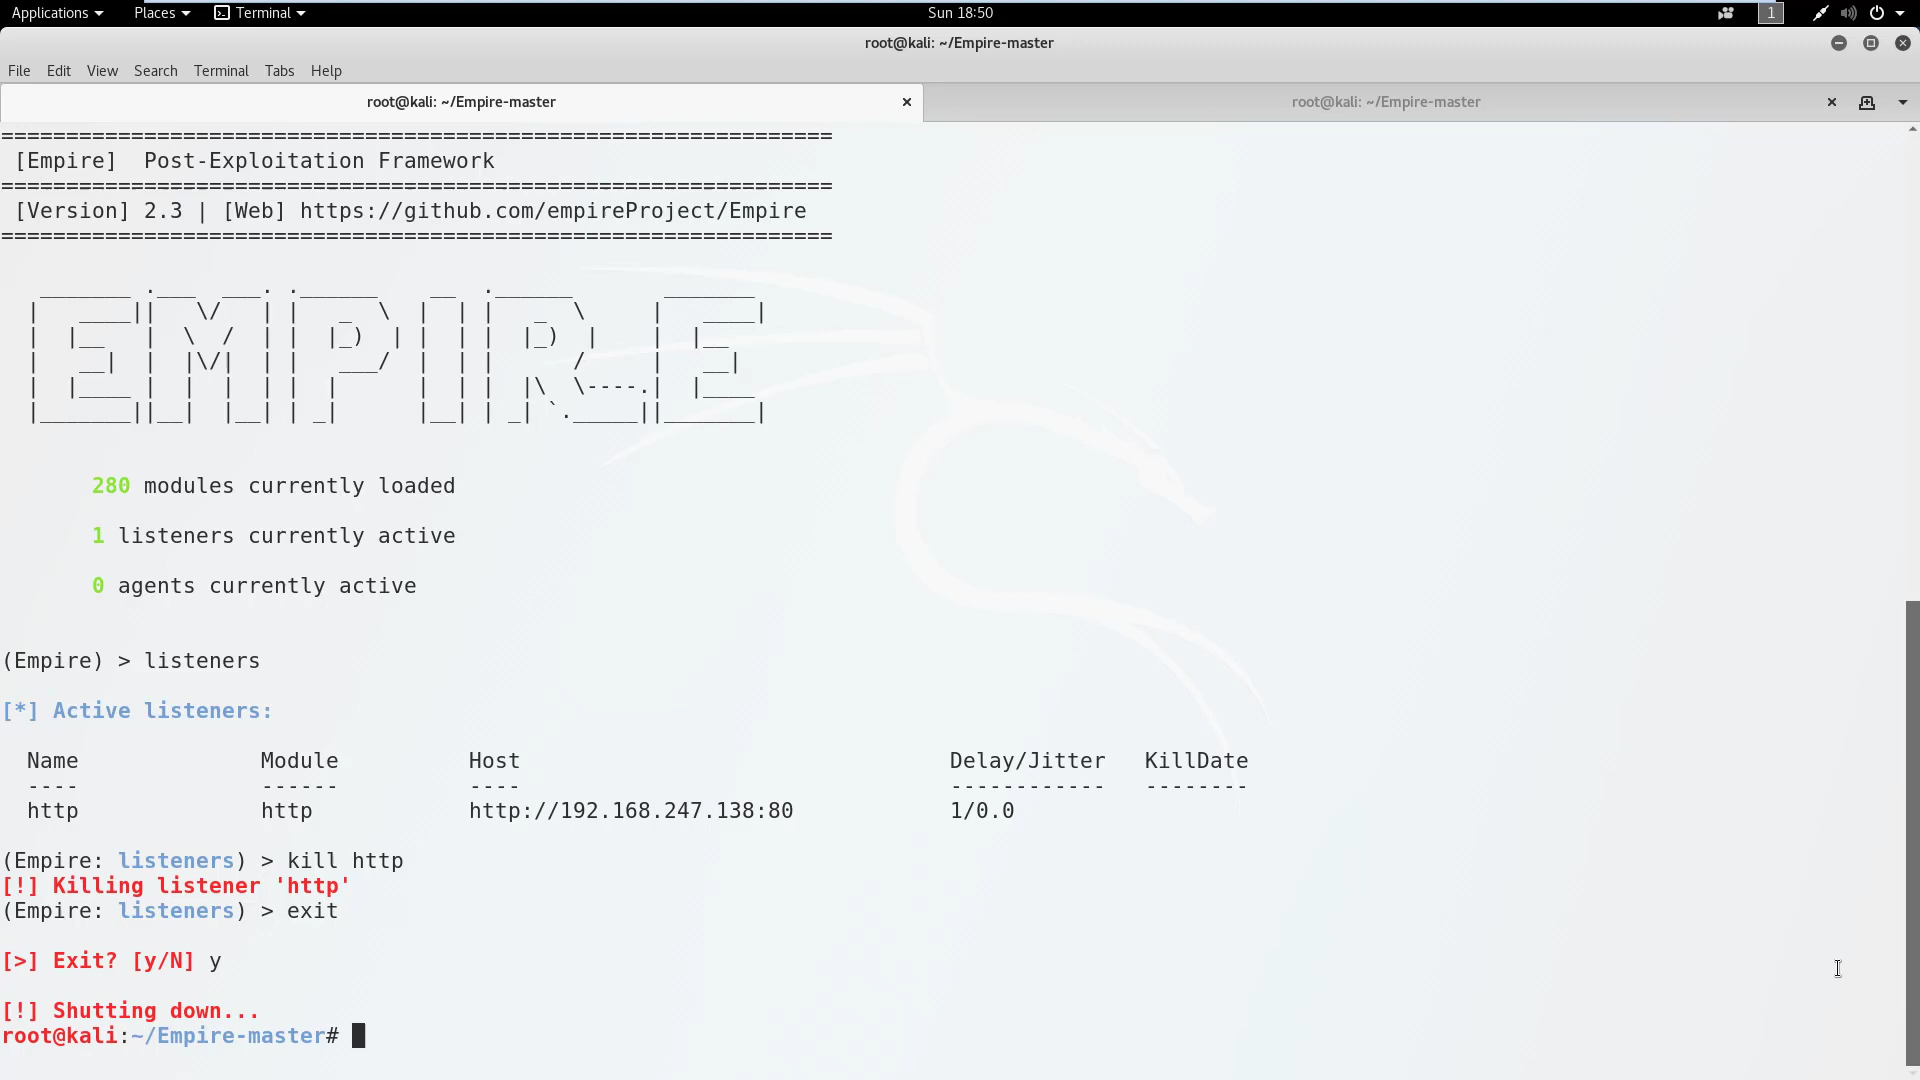 Applications Places Terminal Sun 18:50 1
root@kali: ~/Empire-master
File Edit View Search Terminal Tabs Help
root@kali: ~/Empire-master × root@kali: ~/Empire-master ×
================================================================
[Empire]  Post-Exploitation Framework
================================================================
[Version] 2.3 | [Web] https://github.com/empireProject/Empire
================================================================
EMPIRE
280 modules currently loaded
1 listeners currently active
0 agents currently active
(Empire) > listeners
[*] Active listeners:
Name Module Host Delay/Jitter KillDate
---- ------ ---- ------------ --------
http http http://192.168.247.138:80 1/0.0
(Empire: listeners) > kill http
[!] Killing listener 'http'
(Empire: listeners) > exit
[>] Exit? [y/N] y
[!] Shutting down...
root@kali:~/Empire-master#